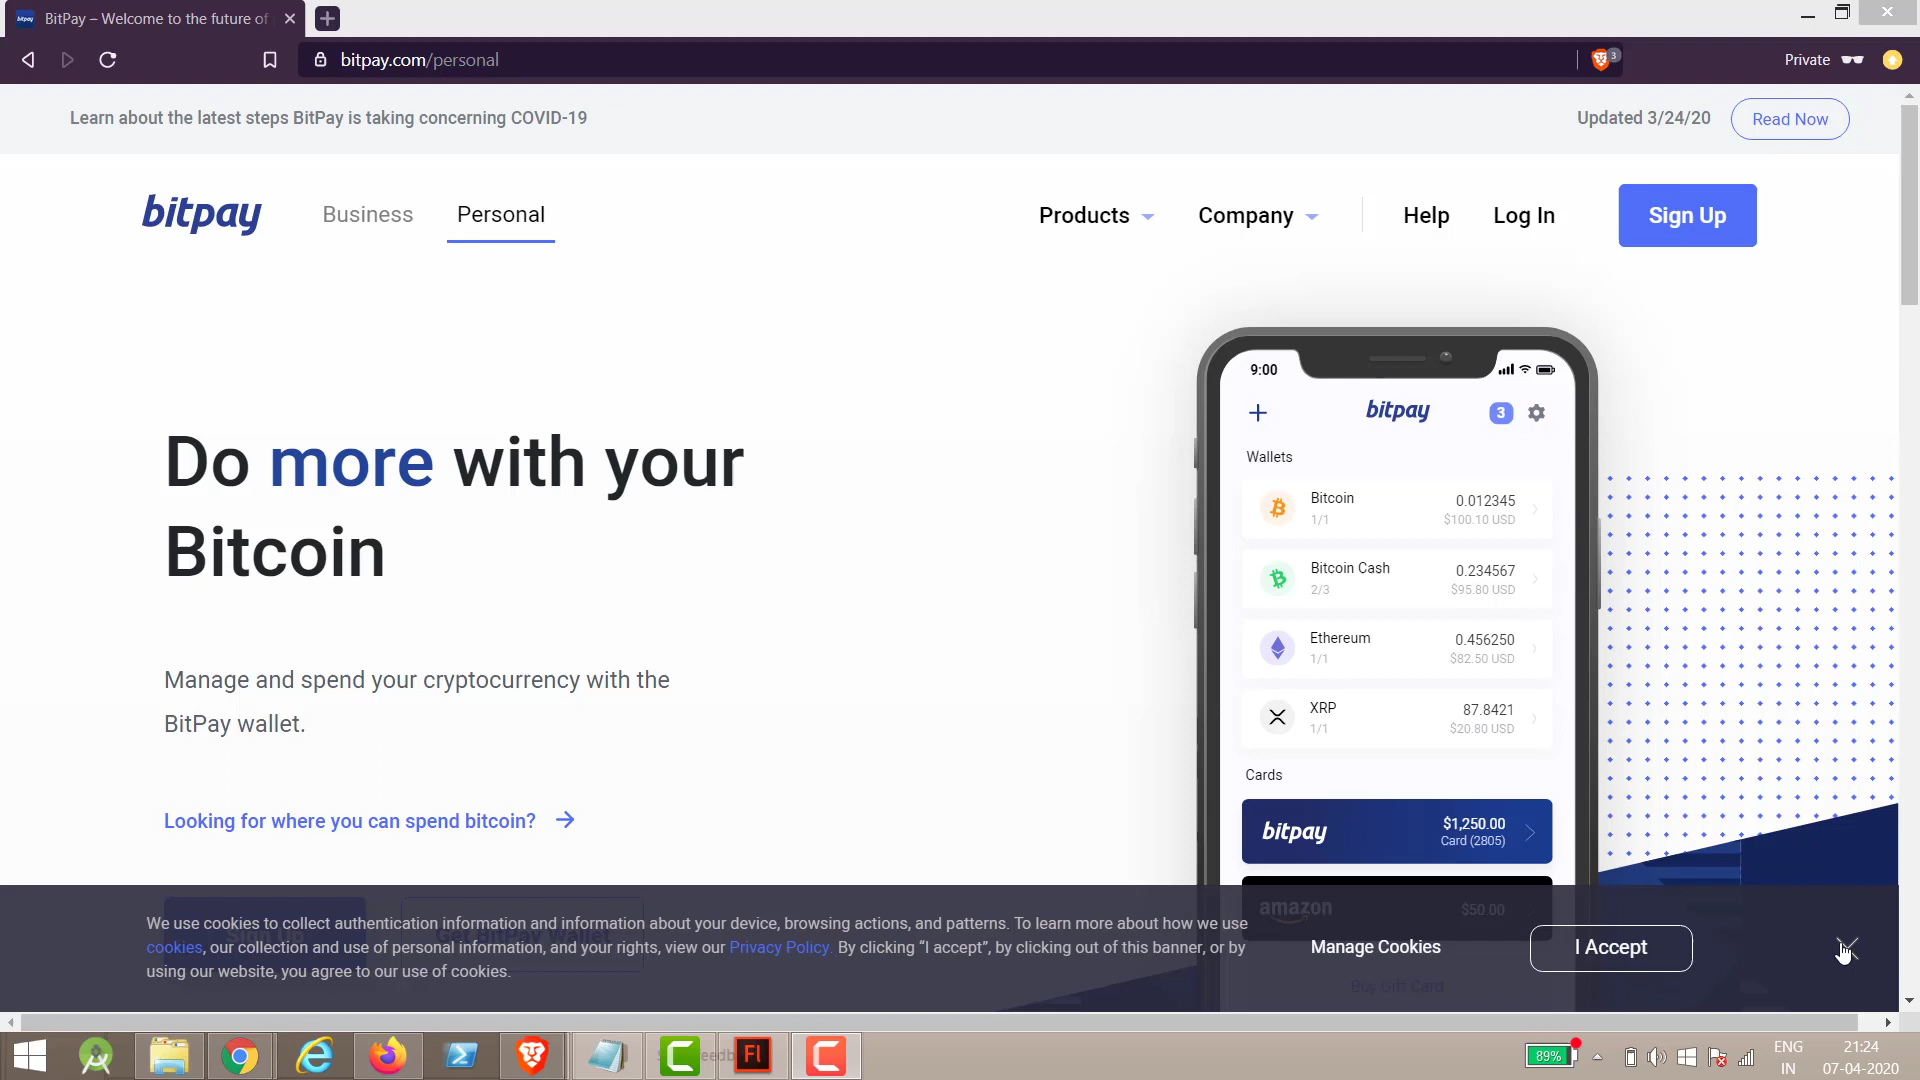 bitpay BitPay – Welcome to the future of
bitpay.com/personal
3
Private
Learn about the latest steps BitPay is taking concerning COVID-19
Updated 3/24/20
Read Now
bitpay
Business
Personal
Products
Company
Help
Log In
Sign Up
Do more with your
Bitcoin
Manage and spend your cryptocurrency with the
BitPay wallet.
Looking for where you can spend bitcoin?
9:00
bitpay
3
Wallets
Bitcoin
0.012345
1/1
$100.10 USD
Bitcoin Cash
0.234567
2/3
$95.80 USD
Ethereum
0.456250
1/1
$82.50 USD
XRP
87.8421
1/1
$20.80 USD
Cards
bitpay
$1,250.00
Card (2805)
amazon
$50.00
Buy Gift Card
We use cookies to collect authentication information and information about your device, browsing actions, and patterns. To learn more about how we use
cookies, our collection and use of personal information, and your rights, view our Privacy Policy. By clicking “I accept”, by clicking out of this banner, or by
using our website, you agree to our use of cookies.
Manage Cookies
I Accept
Fl
89%
ENG
IN
21:24
07-04-2020